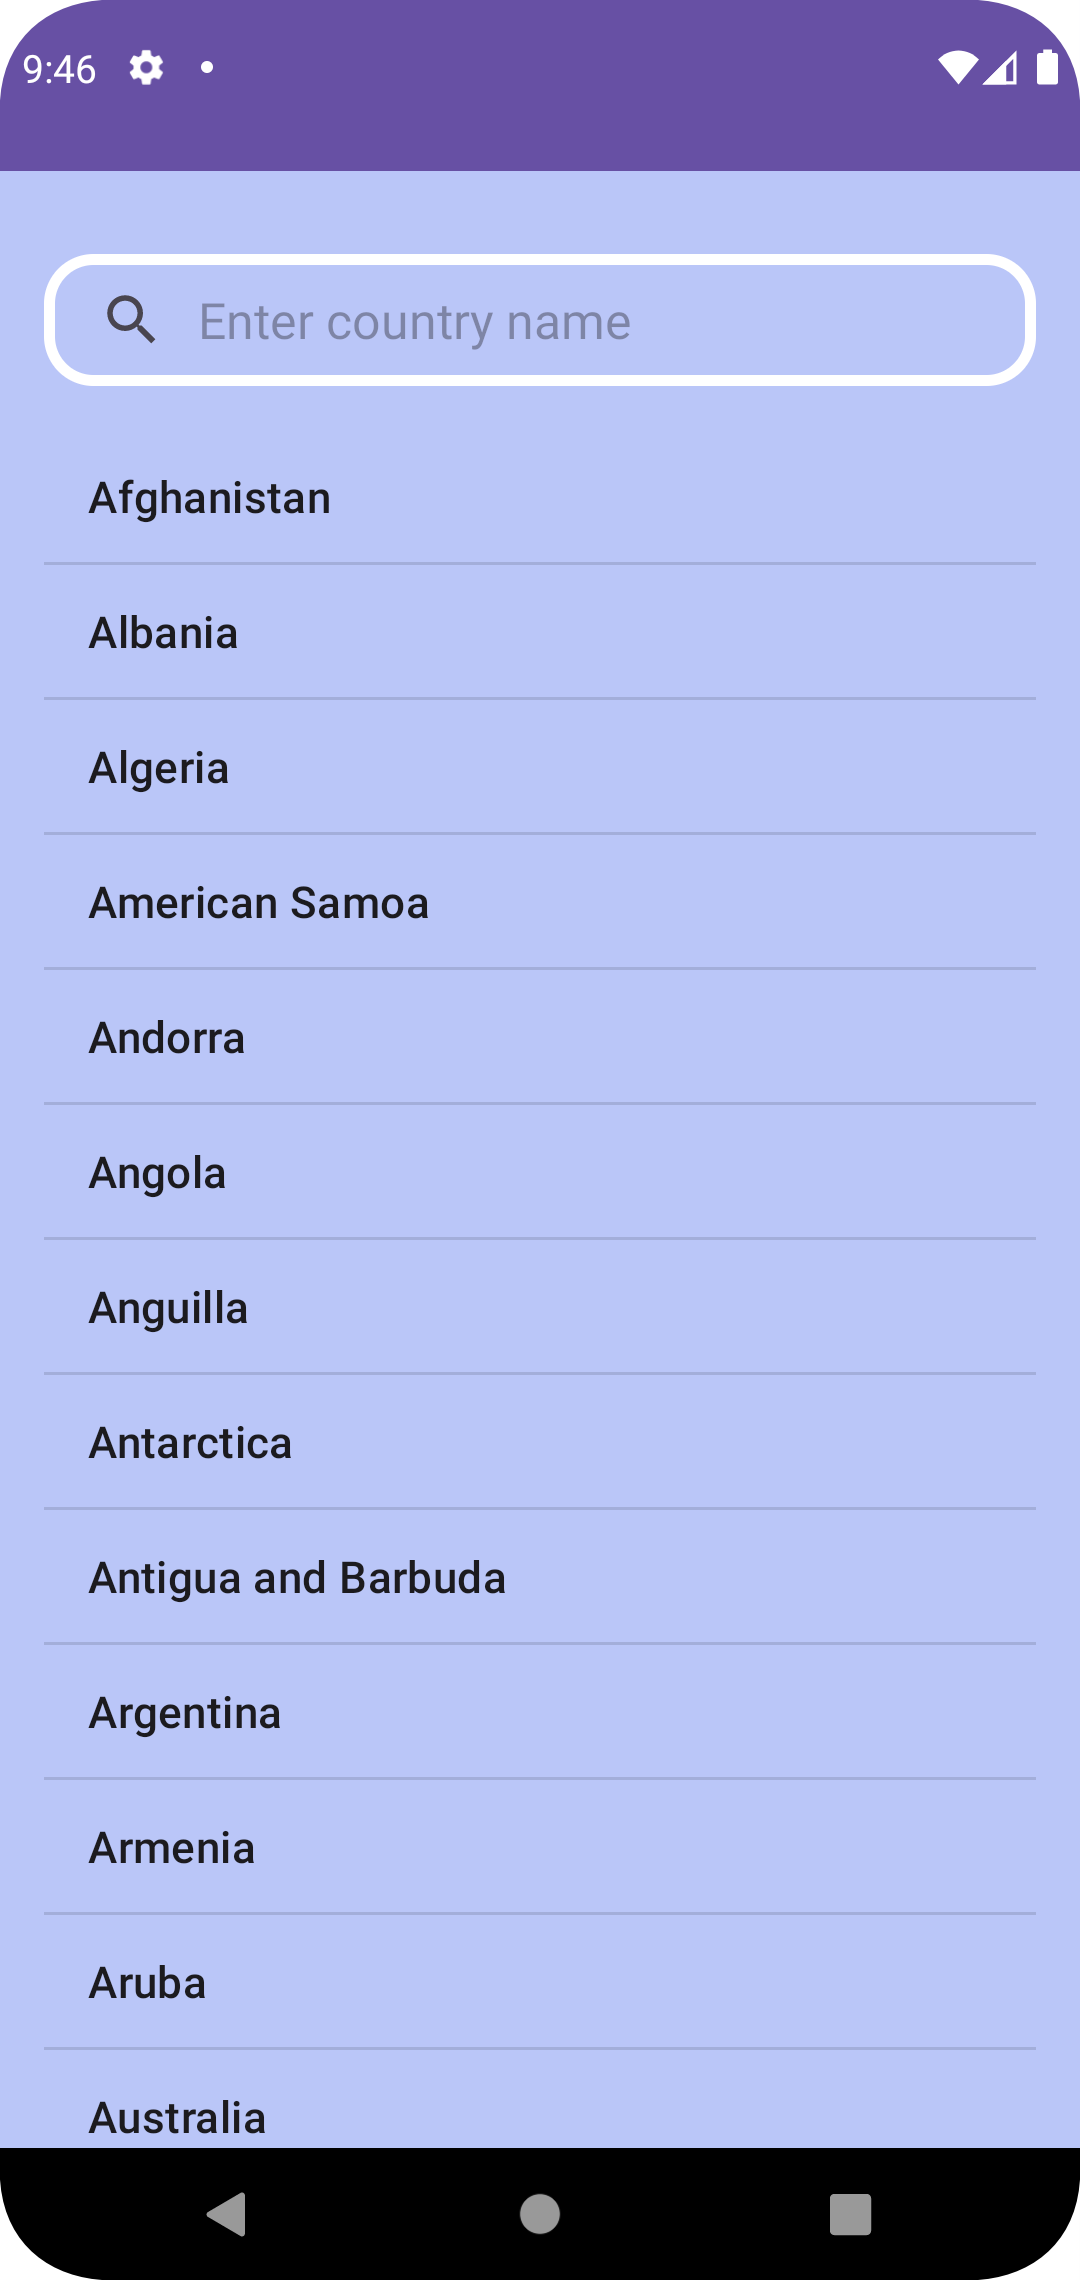 9:46
Enter country name
Afghanistan
Albania
Algeria
American Samoa
Andorra
Angola
Anguilla
Antarctica
Antigua and Barbuda
Argentina
Armenia
Aruba
Australia